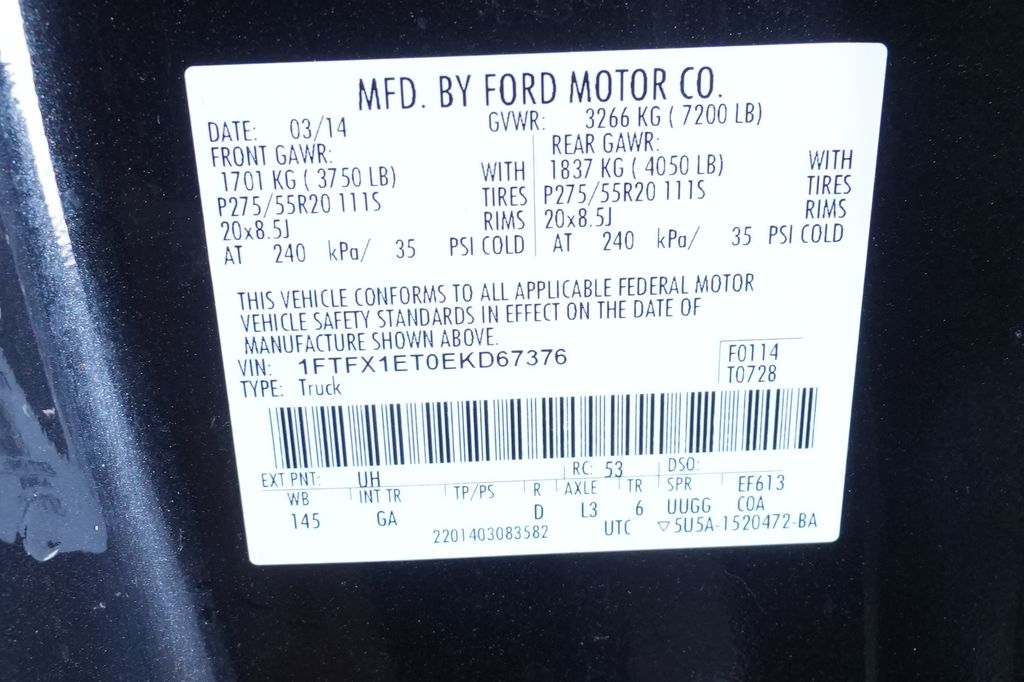 MFD. BY FORD MOTOR CO.
DATE: 03/14 GVWR: 3266 KG ( 7200 LB)
FRONT GAWR: REAR GAWR:
1701 KG ( 3750 LB) WITH 1837 KG ( 4050 LB) WITH
P275/55R20 111S TIRES P275/55R20 111S TIRES
20x8.5J RIMS 20x8.5J RIMS
AT 240 kPa/ 35 PSI COLD AT 240 kPa/ 35 PSI COLD
THIS VEHICLE CONFORMS TO ALL APPLICABLE FEDERAL MOTOR
VEHICLE SAFETY STANDARDS IN EFFECT ON THE DATE OF
MANUFACTURE SHOWN ABOVE.
VIN: 1FTFX1ET0EKD67376 F0114
TYPE: Truck T0728
EXT PNT: UH RC: 53 DSO:
WB INT TR TP/PS R AXLE TR SPR EF613
145 GA D L3 6 UUGG C0A
2201403083582 UTC ▽5U5A-1520472-BA